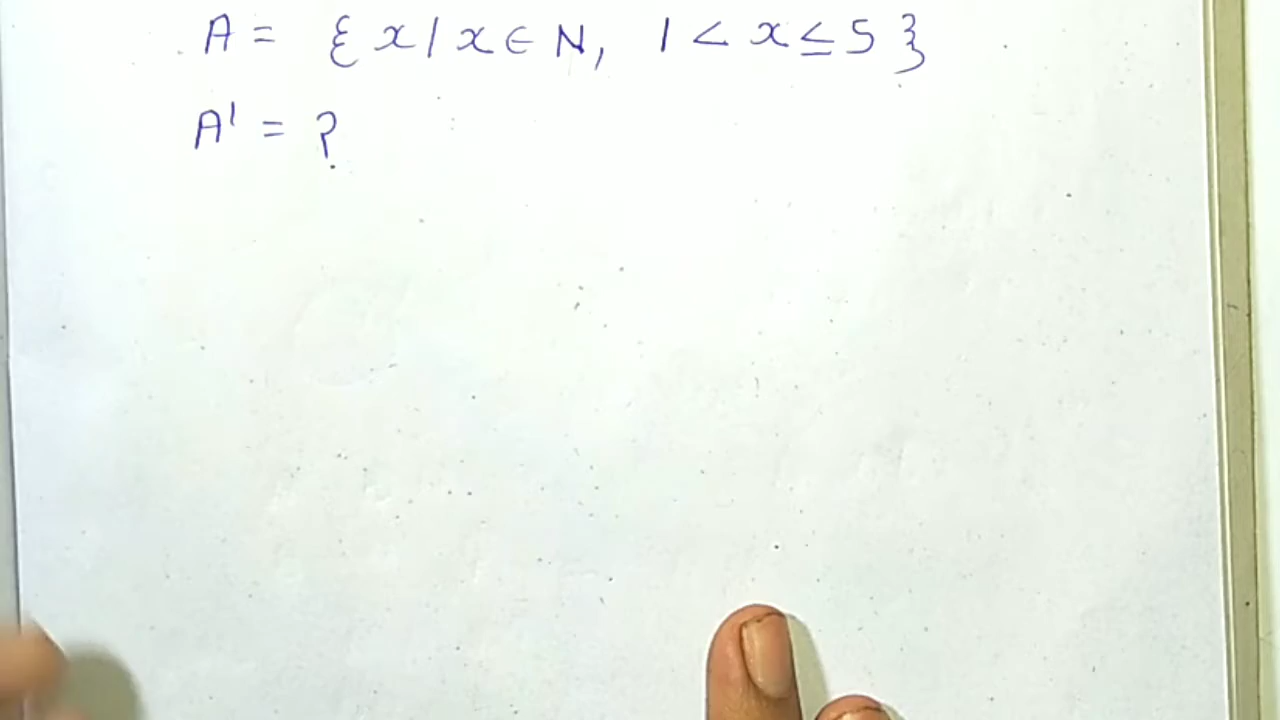 A = { x / x ∈ N, 1 < x ≤ 5 }
A' = ?